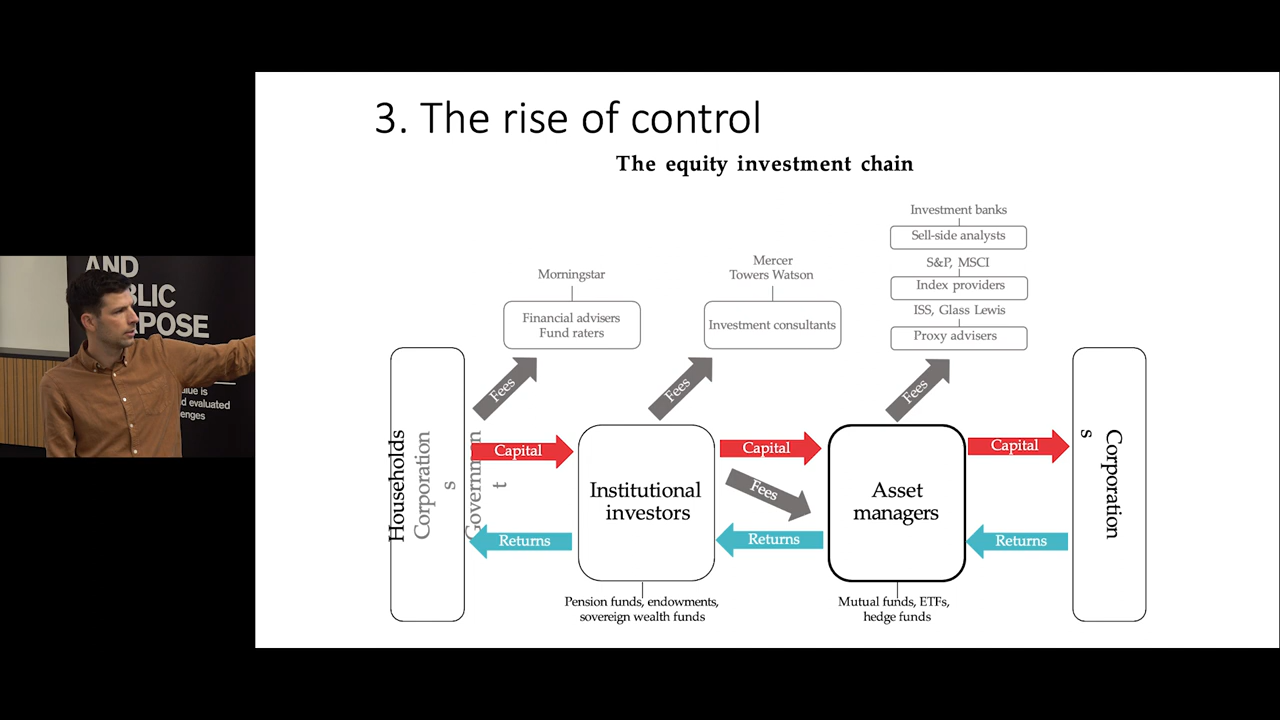 3. The rise of control
The equity investment chain
Investment banks
Sell-side analysts
S&P, MSCI
Index providers
ISS, Glass Lewis
Proxy advisers
Mercer
Towers Watson
Investment consultants
Morningstar
Financial advisers
Fund raters
Fees
Fees
Fees
Households
Corporation
s
Governmen
t
Capital
Returns
Institutional
investors
Pension funds, endowments,
sovereign wealth funds
Capital
Fees
Returns
Asset
managers
Mutual funds, ETFs,
hedge funds
Capital
Returns
Corporation
s
AND
BLIC
POSE
alue is
d evaluated
enges